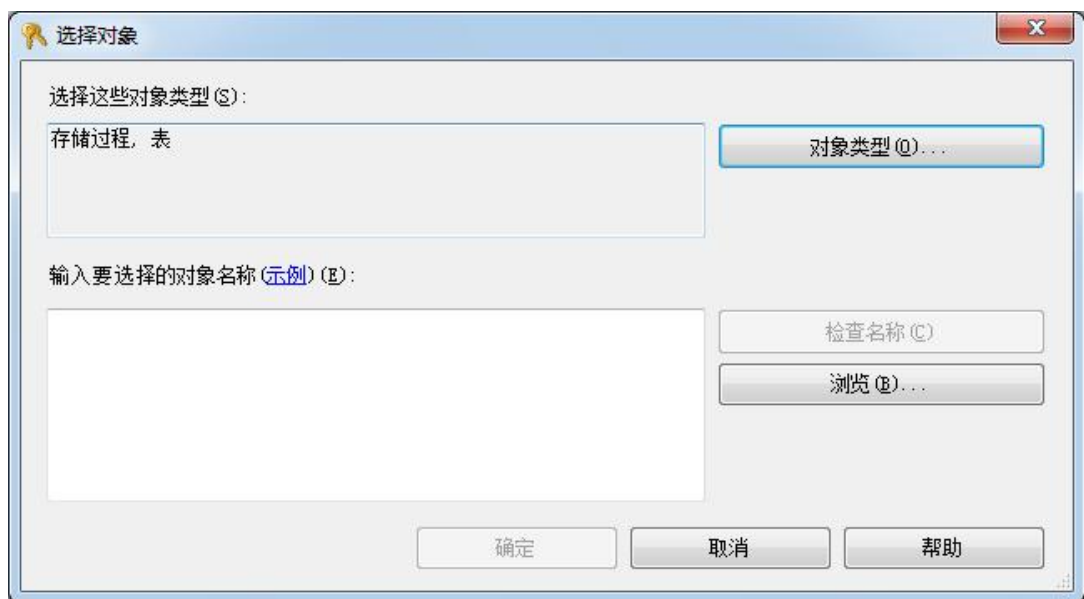 选择对象
选择这些对象类型(S):
存储过程, 表
对象类型(O)...
输入要选择的对象名称(示例)(E):
检查名称(C)
浏览(B)...
确定
取消
帮助